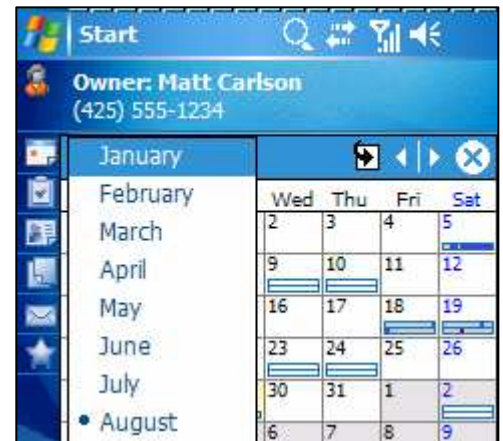 Start
Owner: Matt Carlson
(425) 555-1234
January
February
March
April
May
June
July
August
Wed Thu Fri Sat
2 3 4 5
9 10 11 12
16 17 18 19
23 24 25 26
30 31 1 2
6 7 8 9